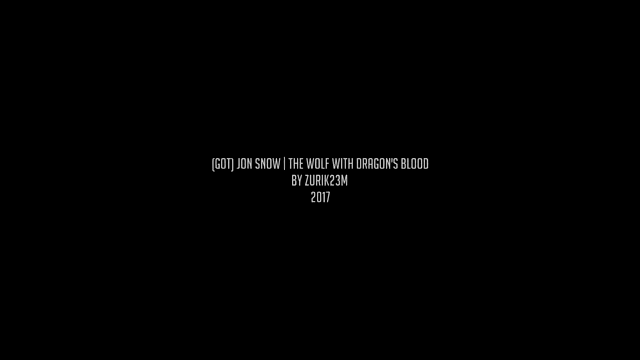 (GOT) JON SNOW | THE WOLF WITH DRAGON'S BLOOD
BY ZURIK23M
2017